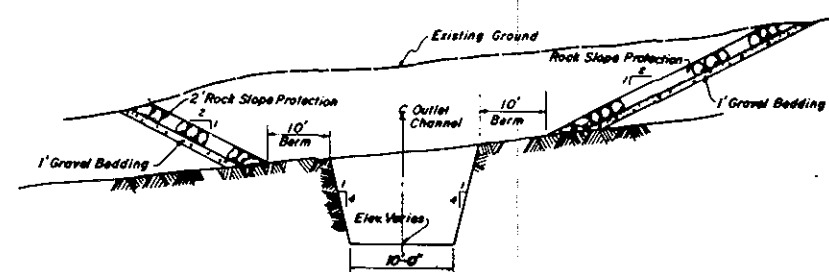 Existing Ground
Rock Slope Protection
2
1
1' Gravel Bedding
2' Rock Slope Protection
2
1
10'
Berm
℄ Outlet
Channel
10'
Berm
1' Gravel Bedding
1
4
1
4
Elev. Varies
10'-0"